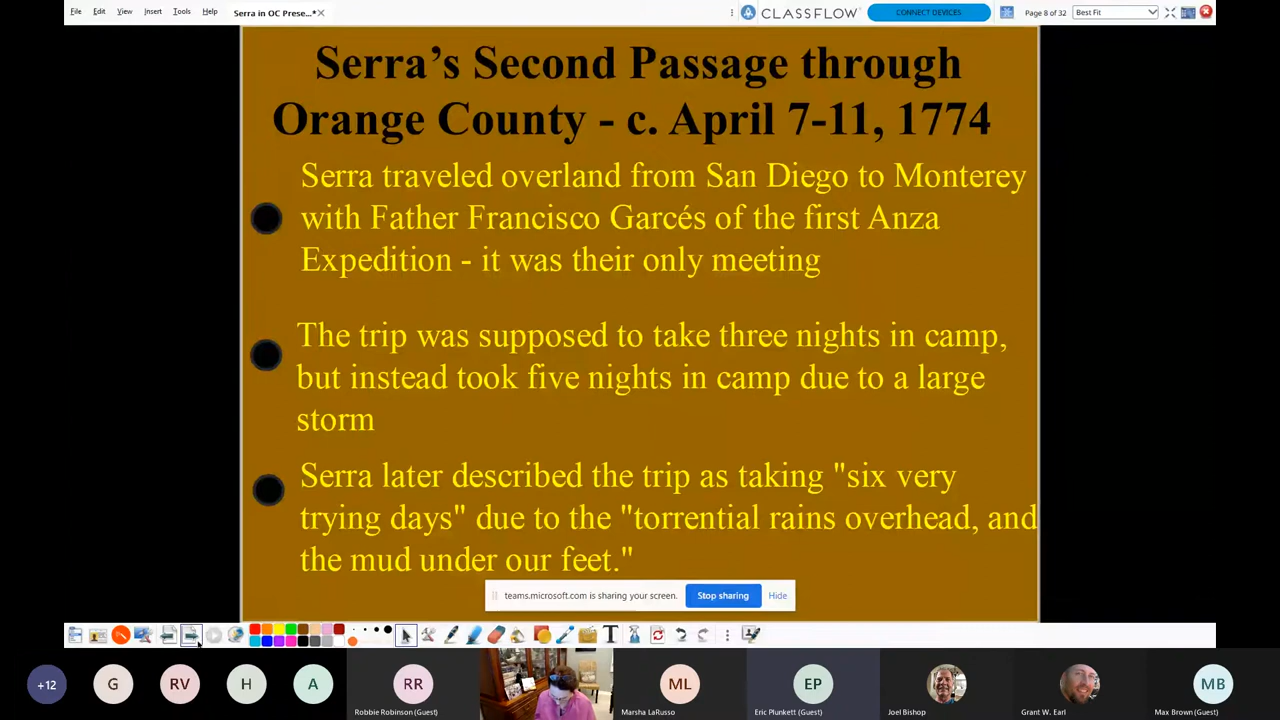 File Edit View Insert Tools Help Serra in OC Prese...* CLASSFLOW CONNECT DEVICES Page 8 of 32 Best Fit
Serra's Second Passage through
Orange County - c. April 7-11, 1774
Serra traveled overland from San Diego to Monterey
with Father Francisco Garcés of the first Anza
Expedition - it was their only meeting
The trip was supposed to take three nights in camp,
but instead took five nights in camp due to a large
storm
Serra later described the trip as taking "six very
trying days" due to the "torrential rains overhead, and
the mud under our feet."
teams.microsoft.com is sharing your screen. Stop sharing Hide
T
+12 G RV H A RR ML EP MB
Robbie Robinson (Guest) Marsha LaRusso Eric Plunkett (Guest) Joel Bishop Grant W. Earl Max Brown (Guest)